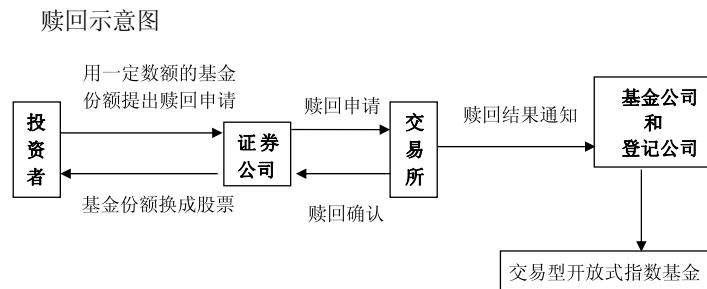 赎回示意图
用一定数额的基金
份额提出赎回申请
投资者
基金份额换成股票
证券
公司
赎回申请
赎回确认
交易所
赎回结果通知
基金公司
和
登记公司
交易型开放式指数基金